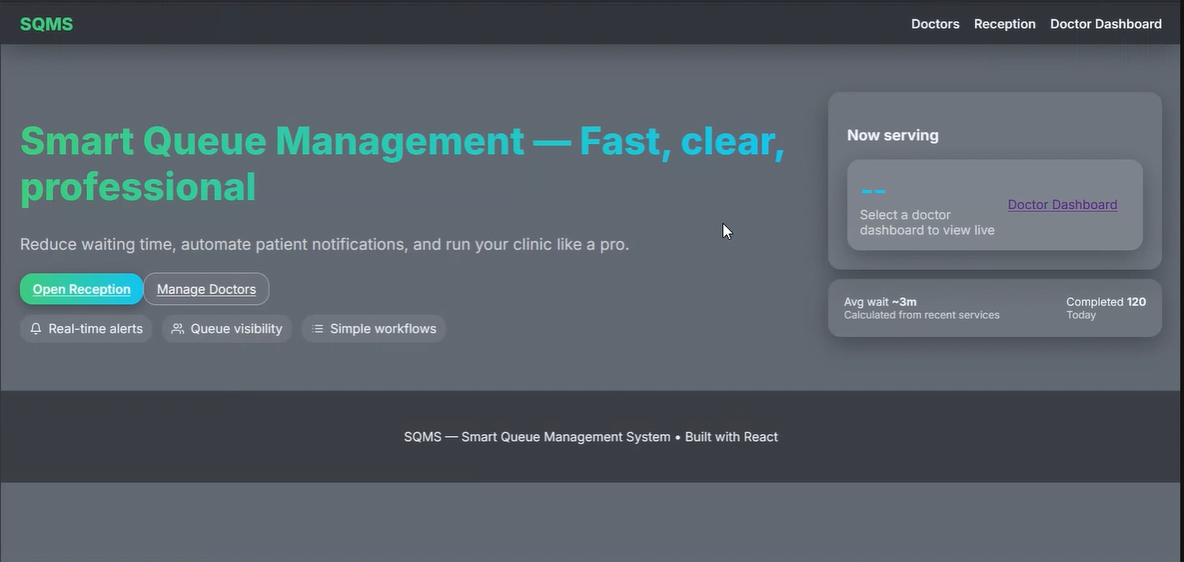 SQMS
Doctors Reception Doctor Dashboard
Smart Queue Management — Fast, clear,
professional
Reduce waiting time, automate patient notifications, and run your clinic like a pro.
Open Reception Manage Doctors
Real-time alerts Queue visibility Simple workflows
Now serving
--
Select a doctor
dashboard to view live
Doctor Dashboard
Avg wait ~3m
Calculated from recent services
Completed 120
Today
SQMS — Smart Queue Management System • Built with React